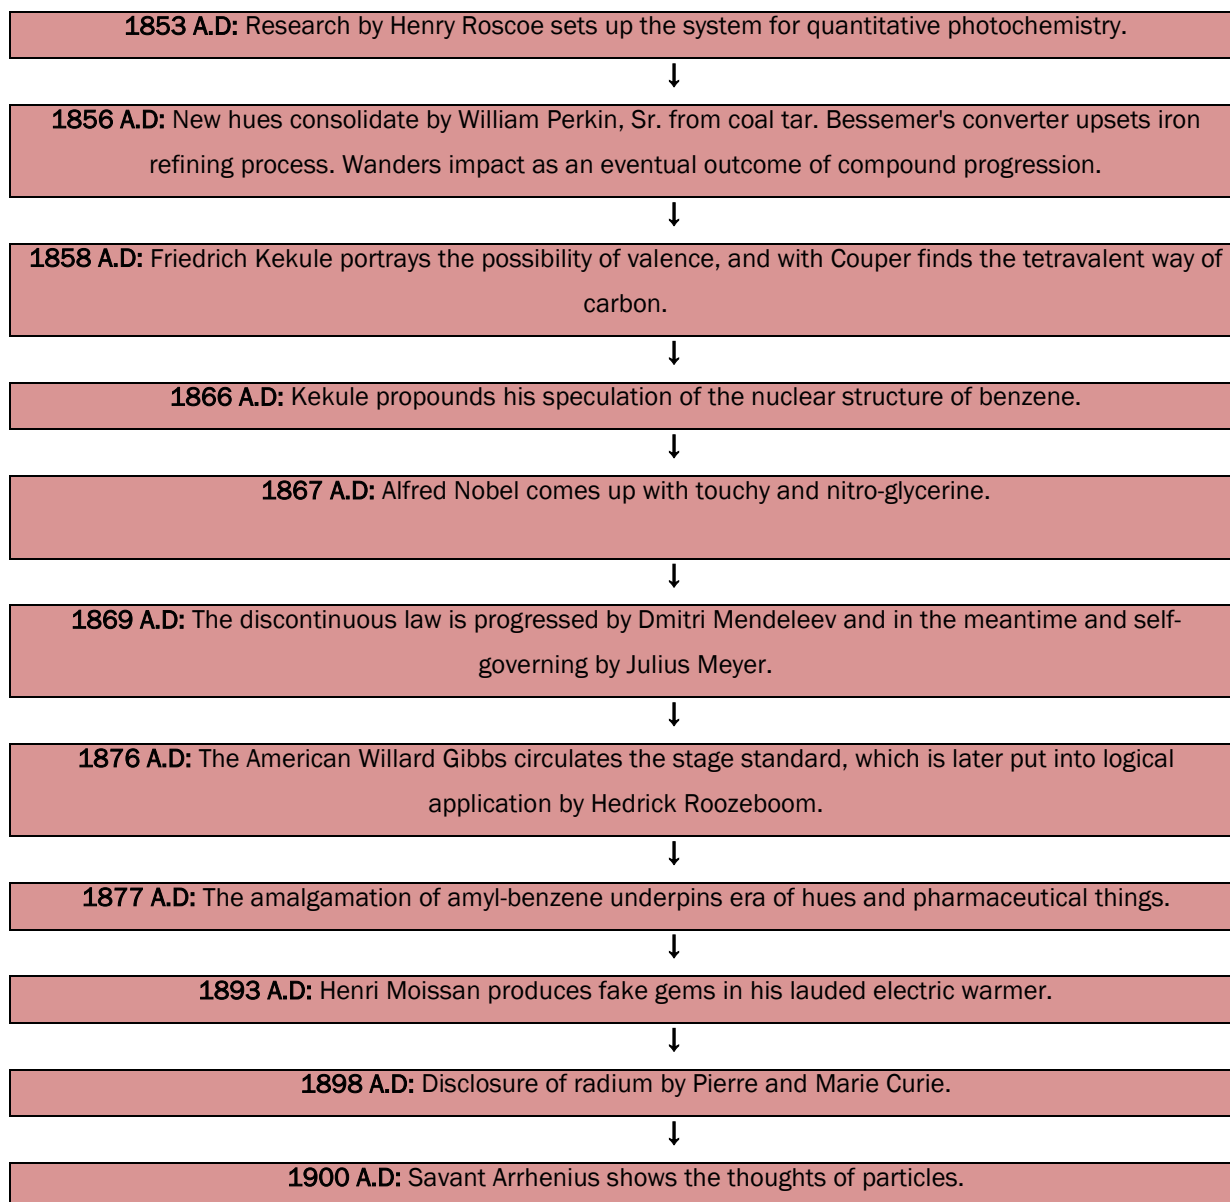 1853 A.D: Research by Henry Roscoe sets up the system for quantitative photochemistry.
↓
1856 A.D: New hues consolidate by William Perkin, Sr. from coal tar. Bessemer's converter upsets iron
refining process. Wanders impact as an eventual outcome of compound progression.
↓
1858 A.D: Friedrich Kekule portrays the possibility of valence, and with Couper finds the tetravalent way of
carbon.
↓
1866 A.D: Kekule propounds his speculation of the nuclear structure of benzene.
↓
1867 A.D: Alfred Nobel comes up with touchy and nitro-glycerine.
↓
1869 A.D: The discontinuous law is progressed by Dmitri Mendeleev and in the meantime and self-
governing by Julius Meyer.
↓
1876 A.D: The American Willard Gibbs circulates the stage standard, which is later put into logical
application by Hedrick Roozeboom.
↓
1877 A.D: The amalgamation of amyl-benzene underpins era of hues and pharmaceutical things.
↓
1893 A.D: Henri Moissan produces fake gems in his lauded electric warmer.
↓
1898 A.D: Disclosure of radium by Pierre and Marie Curie.
↓
1900 A.D: Savant Arrhenius shows the thoughts of particles.